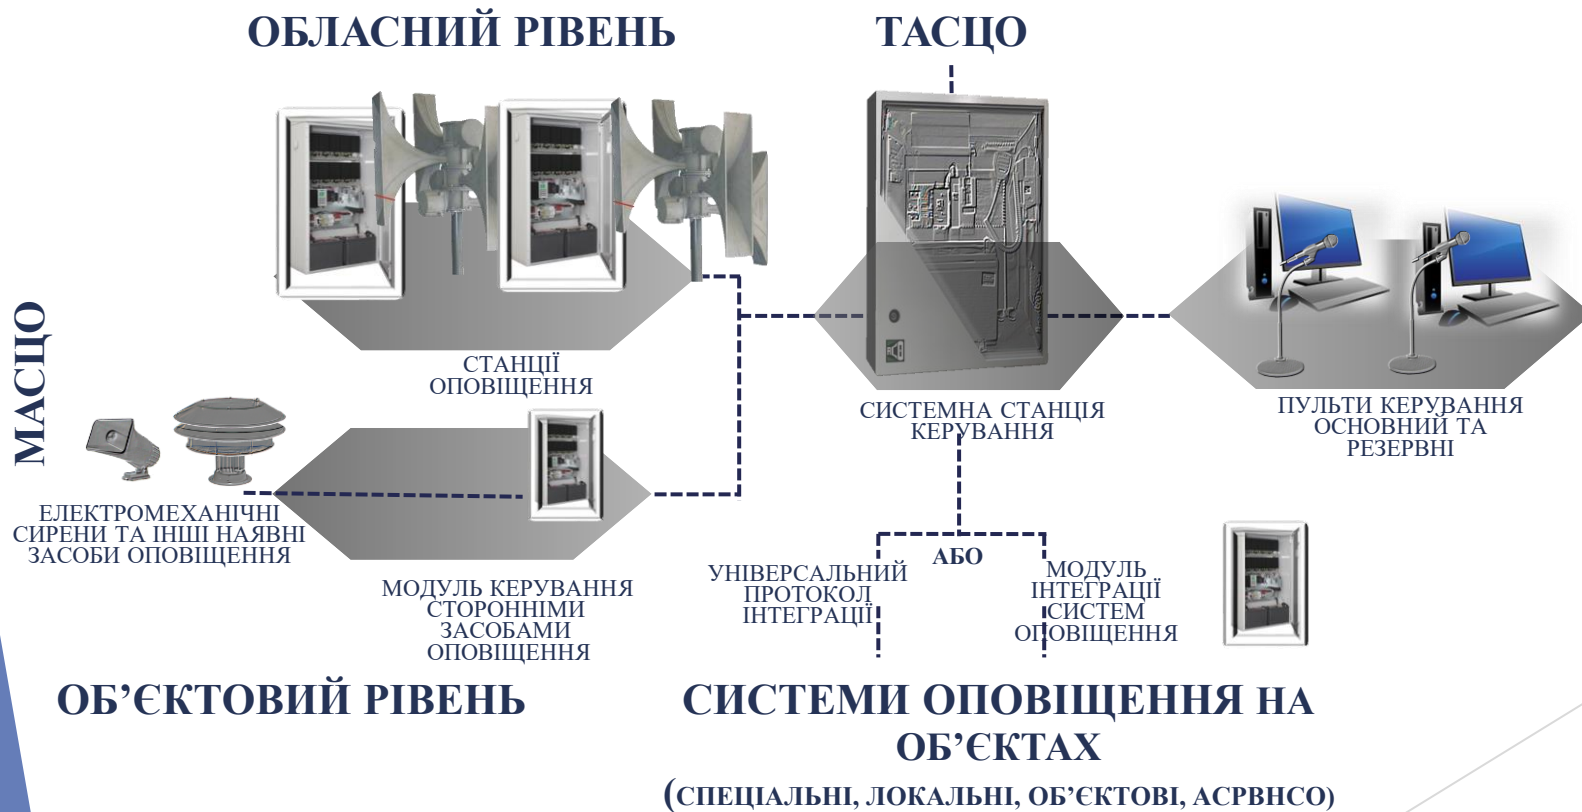 ОБЛАСНИЙ РІВЕНЬ
ТАСЦО
МАСЦО
СТАНЦІЇ
ОПОВІЩЕННЯ
СИСТЕМНА СТАНЦІЯ
КЕРУВАННЯ
ПУЛЬТИ КЕРУВАННЯ
ОСНОВНИЙ ТА
РЕЗЕРВНІ
ЕЛЕКТРОМЕХАНІЧНІ
СИРЕНИ ТА ІНШІ НАЯВНІ
ЗАСОБИ ОПОВІЩЕННЯ
МОДУЛЬ КЕРУВАННЯ
СТОРОННІМИ
ЗАСОБАМИ
ОПОВІЩЕННЯ
УНІВЕРСАЛЬНИЙ
ПРОТОКОЛ
ІНТЕГРАЦІЇ
АБО
МОДУЛЬ
ІНТЕГРАЦІЇ
СИСТЕМ
ОПОВІЩЕННЯ
ОБ’ЄКТОВИЙ РІВЕНЬ
СИСТЕМИ ОПОВІЩЕННЯ НА
ОБ’ЄКТАХ
(СПЕЦІАЛЬНІ, ЛОКАЛЬНІ, ОБ’ЄКТОВІ, АСРВНСО)